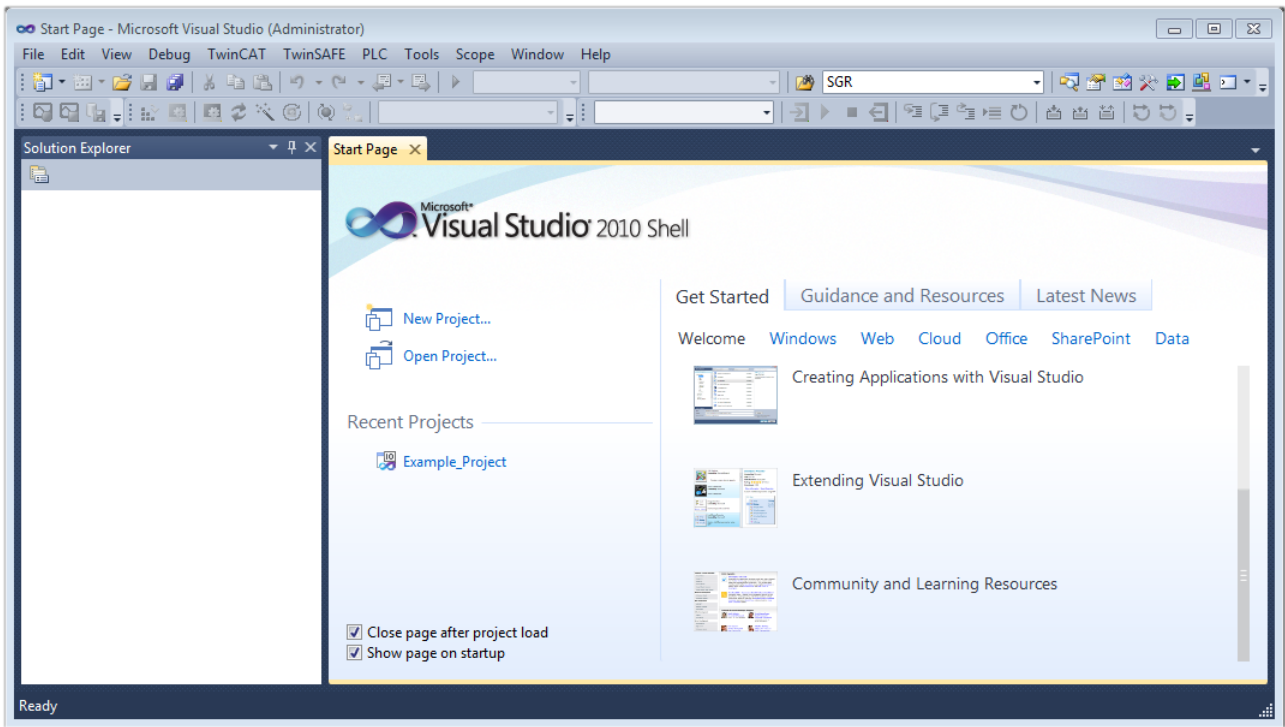 Start Page - Microsoft Visual Studio (Administrator)
File Edit View Debug TwinCAT TwinSAFE PLC Tools Scope Window Help
SGR
Solution Explorer
Start Page
Microsoft
Visual Studio 2010 Shell
New Project...
Open Project...
Recent Projects
Example_Project
Close page after project load
Show page on startup
Get Started Guidance and Resources Latest News
Welcome Windows Web Cloud Office SharePoint Data
Creating Applications with Visual Studio
Extending Visual Studio
Community and Learning Resources
Ready